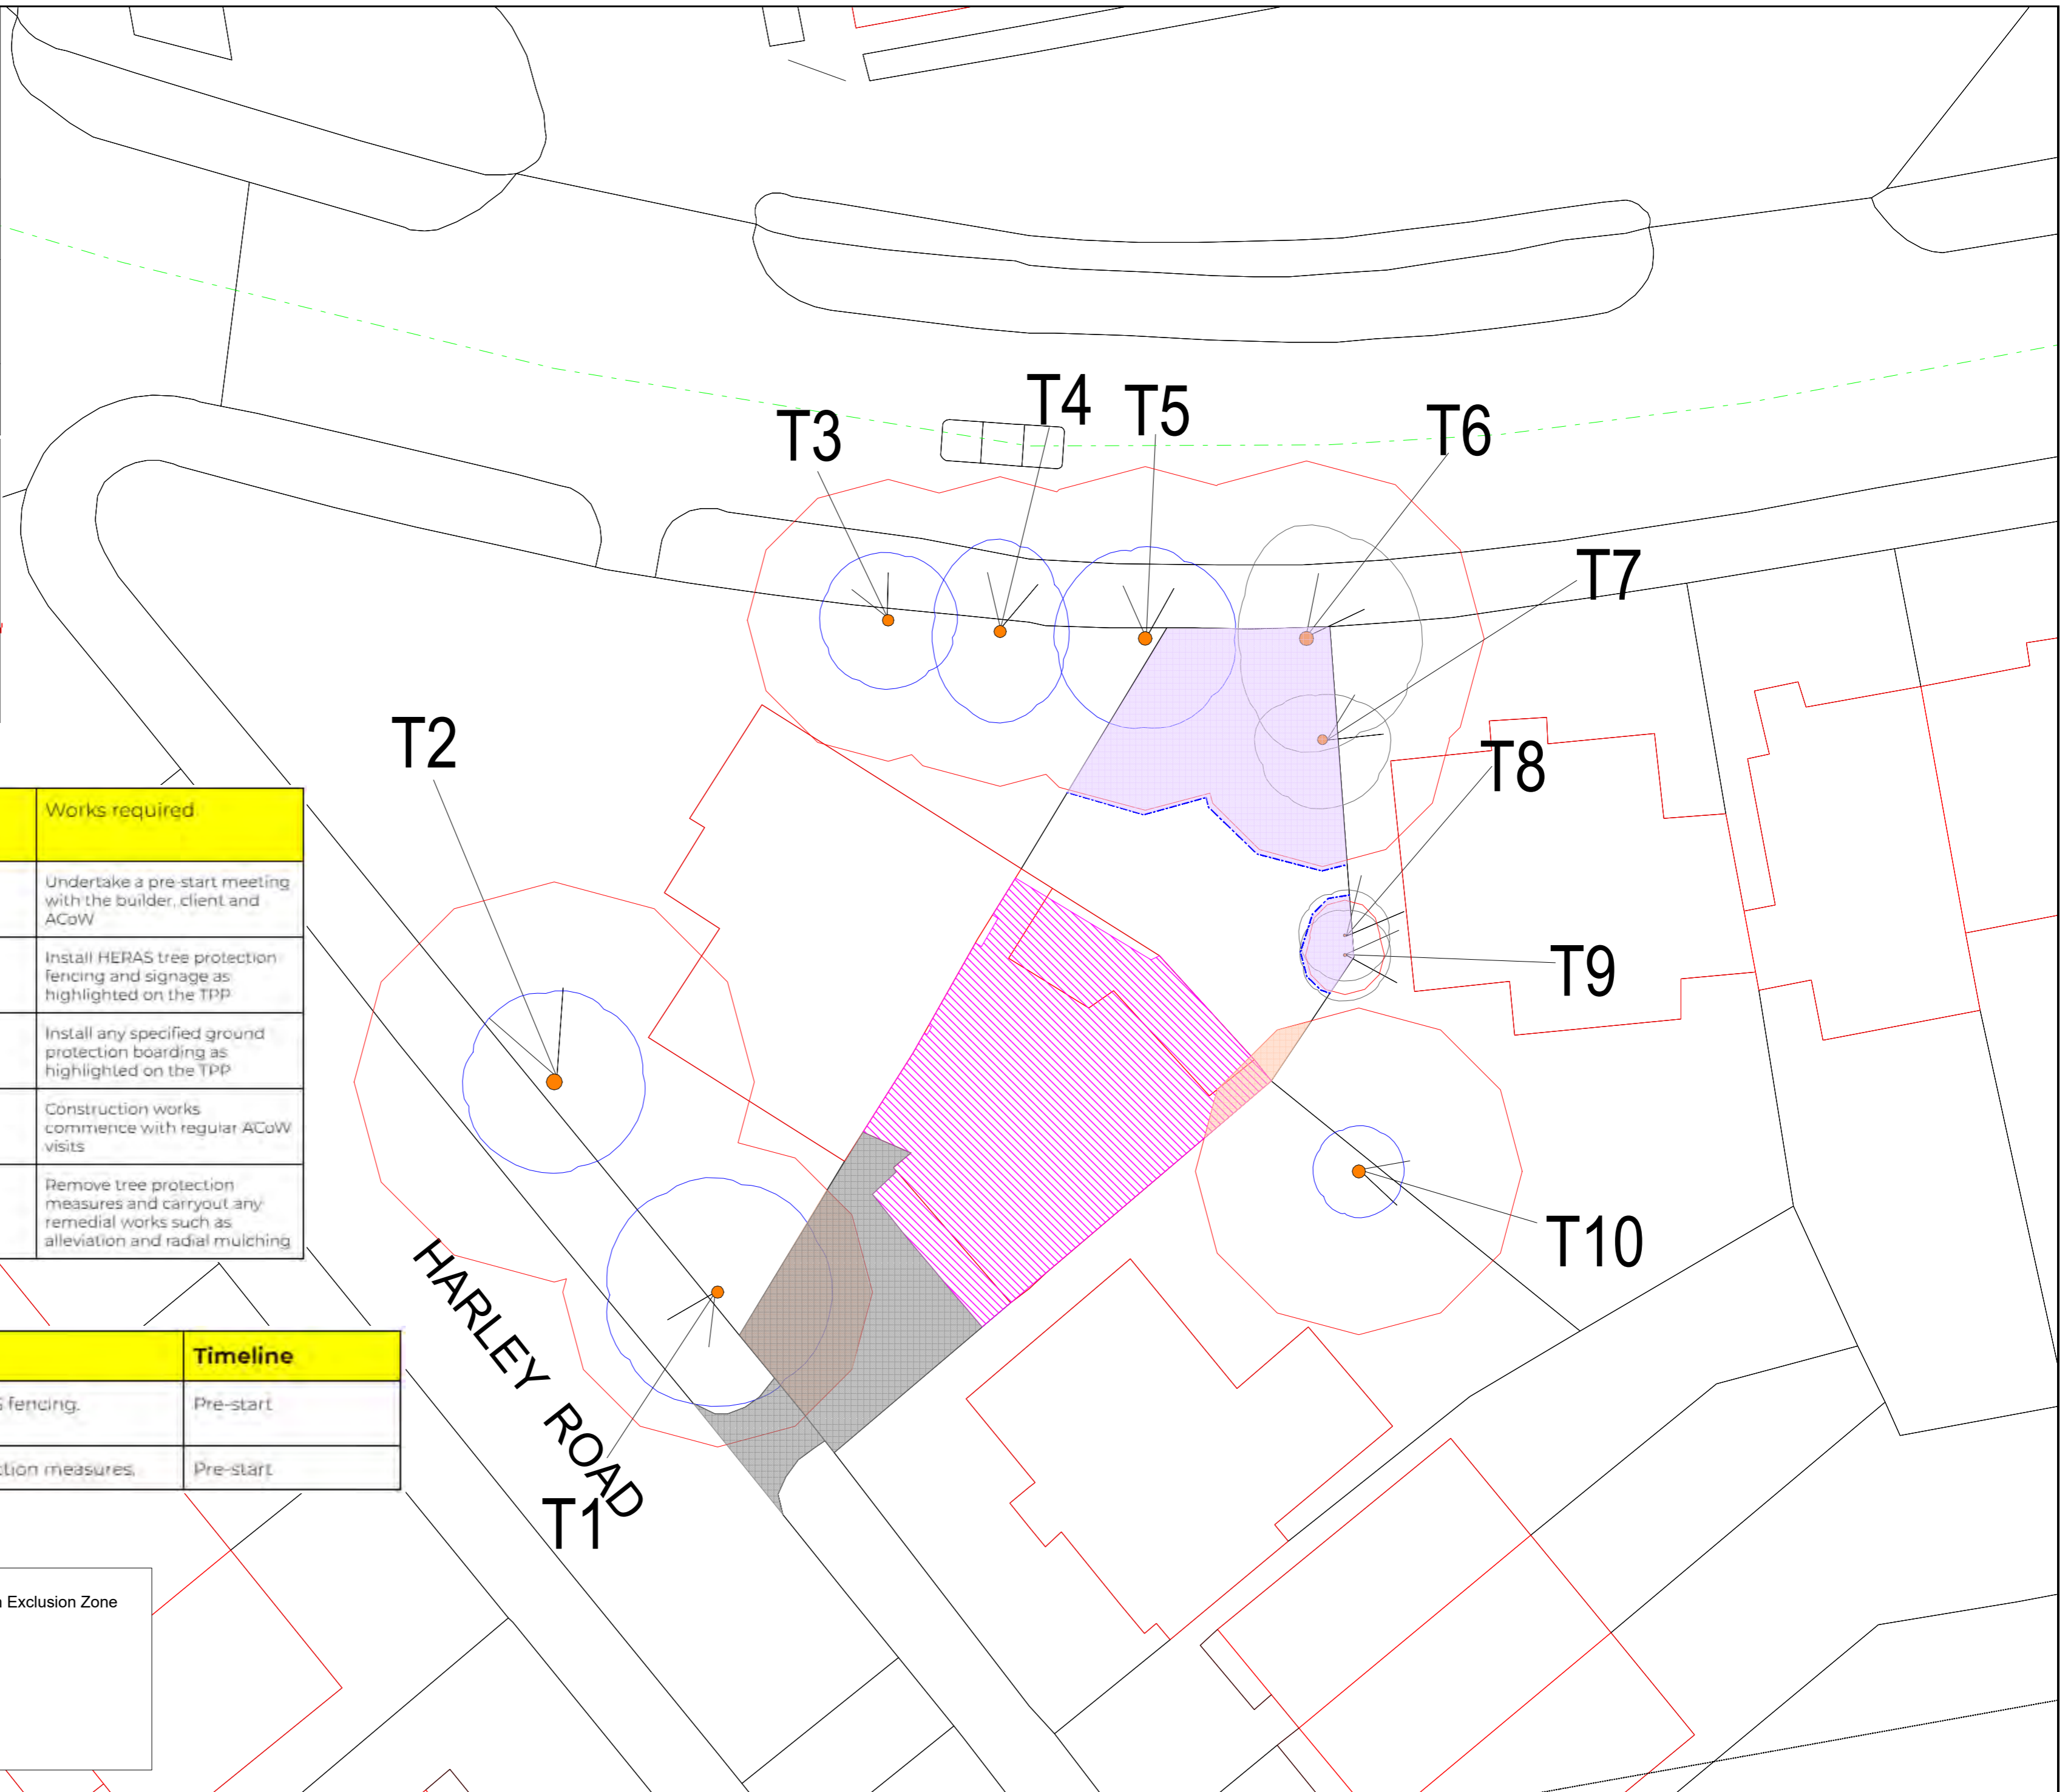 T4
T5
T6
T3
T7
T2
T8
Works required
Undertake a pre-start meeting
with the builder, client and
ACoW
T9
Install HERAS tree protection
fencing and signage as
highlighted on the TPP
Install any specified ground
protection boarding as
highlighted on the TPP
Construction works
commence with regular ACoW
visits
Remove tree protection
measures and carryout any
remedial works such as
alleviation and radial mulching
T10
HARLEY ROAD
Timeline
fencing.
Pre-start
T1
measures.
Pre-start
Exclusion Zone